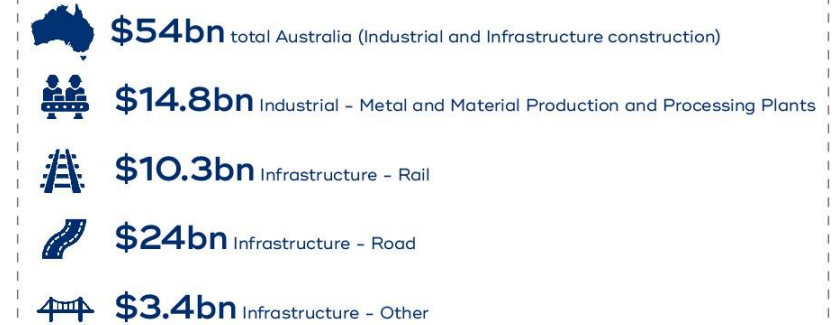 $54bn total Australia (Industrial and Infrastructure construction)
$14.8bn Industrial - Metal and Material Production and Processing Plants
$10.3bn Infrastructure - Rail
$24bn Infrastructure - Road
$3.4bn Infrastructure - Other